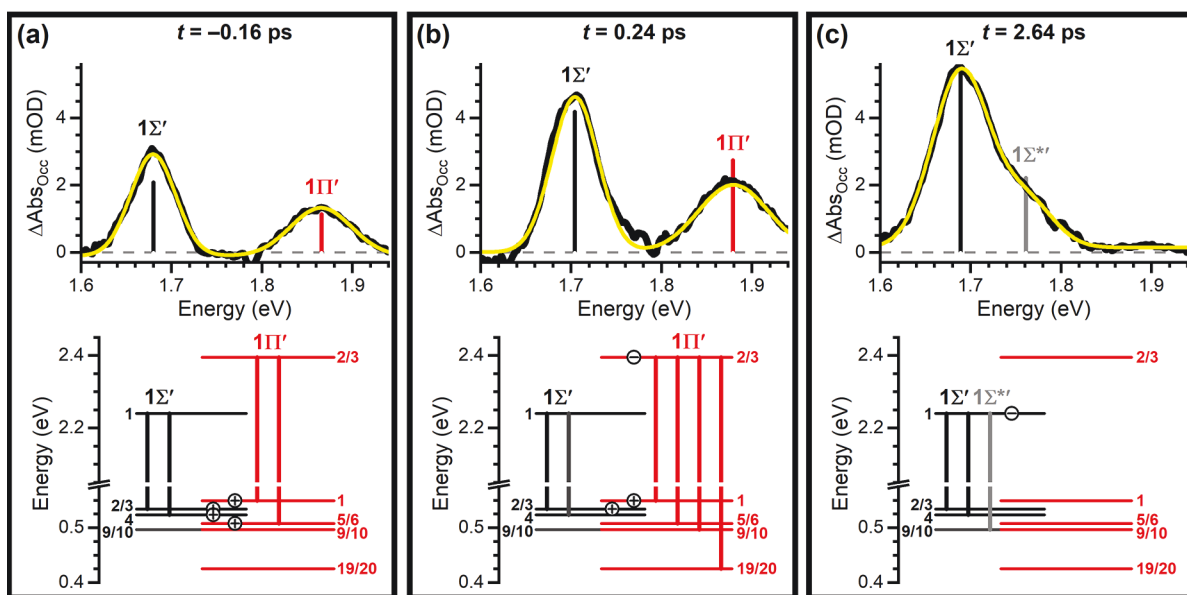 (a) t = –0.16 ps
1Σ′
1Π′
ΔAbsOcc (mOD)
4
2
0
1.6 1.7 1.8 1.9
Energy (eV)
1Π′
2.4
2/3
1Σ′
1
2.2
Energy (eV)
2/3
4
9/10
1
5/6
9/10
19/20
0.5
0.4
(b) t = 0.24 ps
1Σ′
1Π′
ΔAbsOcc (mOD)
4
2
0
1.6 1.7 1.8 1.9
Energy (eV)
1Π′
2.4
2/3
1Σ′
1
2.2
Energy (eV)
2/3
4
9/10
1
5/6
9/10
19/20
0.5
0.4
(c) t = 2.64 ps
1Σ′
1Σ*′
ΔAbsOcc (mOD)
4
2
0
1.6 1.7 1.8 1.9
Energy (eV)
2.4
2/3
1Σ′ 1Σ*′
1
2.2
Energy (eV)
2/3
4
9/10
1
5/6
9/10
19/20
0.5
0.4